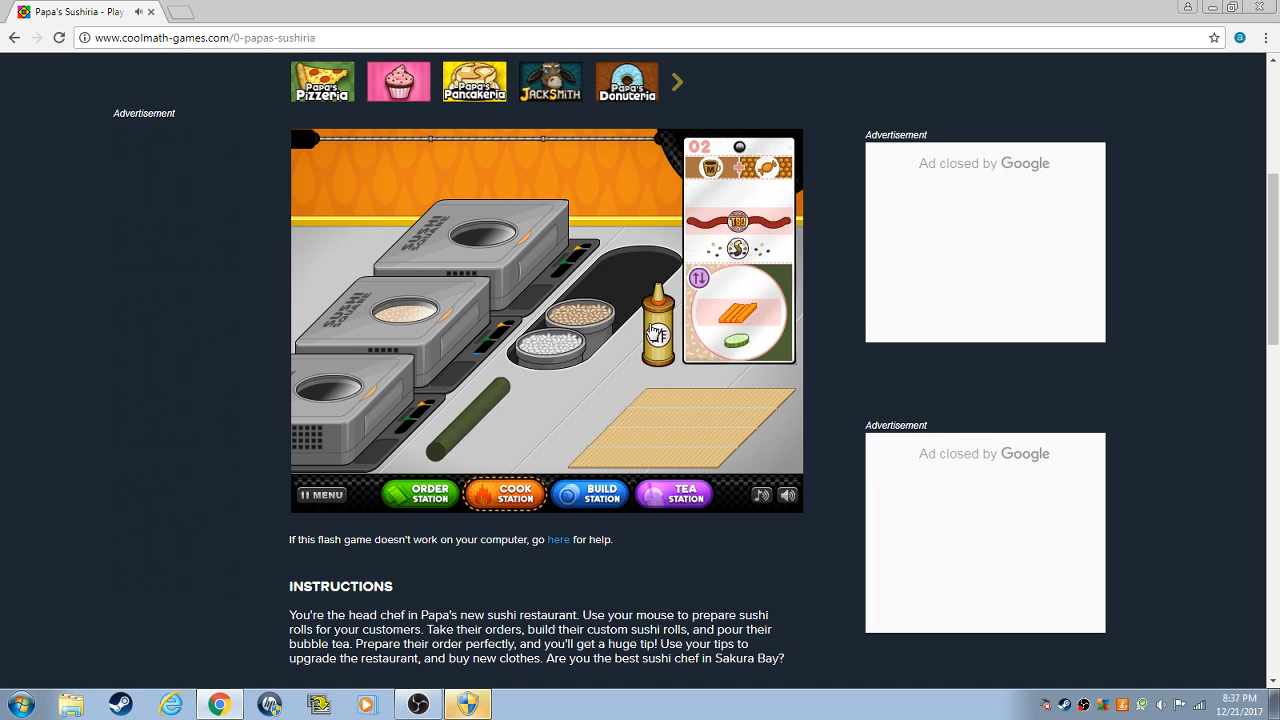 Papa's Sushiria - Play
www.coolmath-games.com/0-papas-sushiria
Papa's Pizzeria
Papa's Pancakeria
JACKSMITH
Papa's Donuteria
Advertisement
Advertisement
Ad closed by Google
02
M
TSO
SUSHI SQUARE
SUSHI SQUARE
MENU
ORDER STATION
COOK STATION
BUILD STATION
TEA STATION
Advertisement
Ad closed by Google
If this flash game doesn't work on your computer, go here for help.
INSTRUCTIONS
You're the head chef in Papa's new sushi restaurant. Use your mouse to prepare sushi
rolls for your customers. Take their orders, build their custom sushi rolls, and pour their
bubble tea. Prepare their order perfectly, and you'll get a huge tip! Use your tips to
upgrade the restaurant, and buy new clothes. Are you the best sushi chef in Sakura Bay?
8:37 PM
12/21/2017